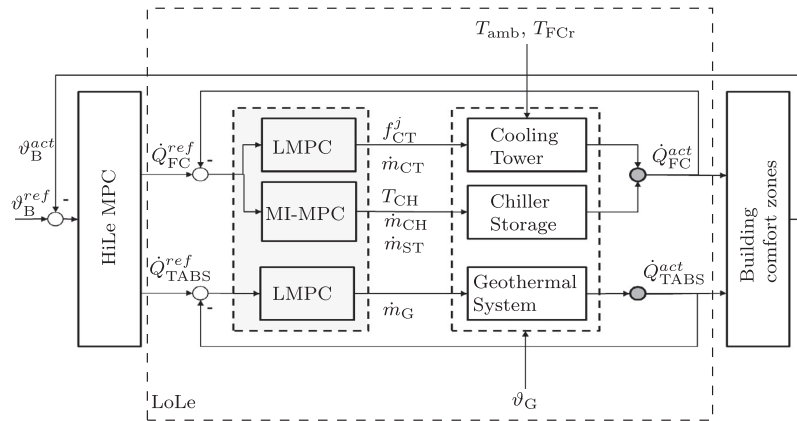 T_amb, T_FCr
ϑ_B^act
ϑ_B^ref
-
HiLe MPC
Q̇_FC^ref
-
LMPC
f_CT^j
ṁ_CT
Cooling
Tower
Q̇_FC^act
MI-MPC
T_CH
ṁ_CH
ṁ_ST
Chiller
Storage
Q̇_TABS^ref
-
LMPC
ṁ_G
Geothermal
System
Q̇_TABS^act
Building
comfort zones
LoLe
ϑ_G